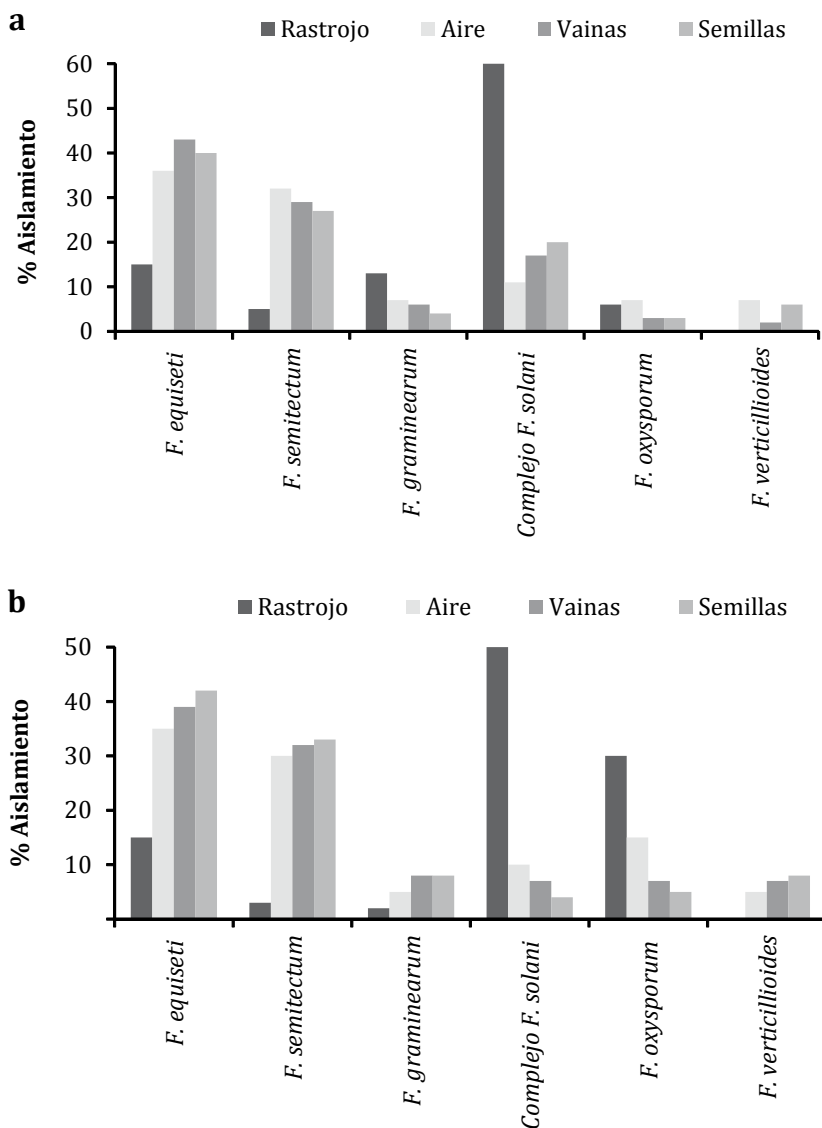 a
Rastrojo Aire Vainas Semillas
% Aislamiento
60
50
40
30
20
10
0
F. equiseti
F. semitectum
F. graminearum
Complejo F. solani
F. oxysporum
F. verticillioides
b
Rastrojo Aire Vainas Semillas
% Aislamiento
50
40
30
20
10
F. equiseti
F. semitectum
F. graminearum
Complejo F. solani
F. oxysporum
F. verticillioides